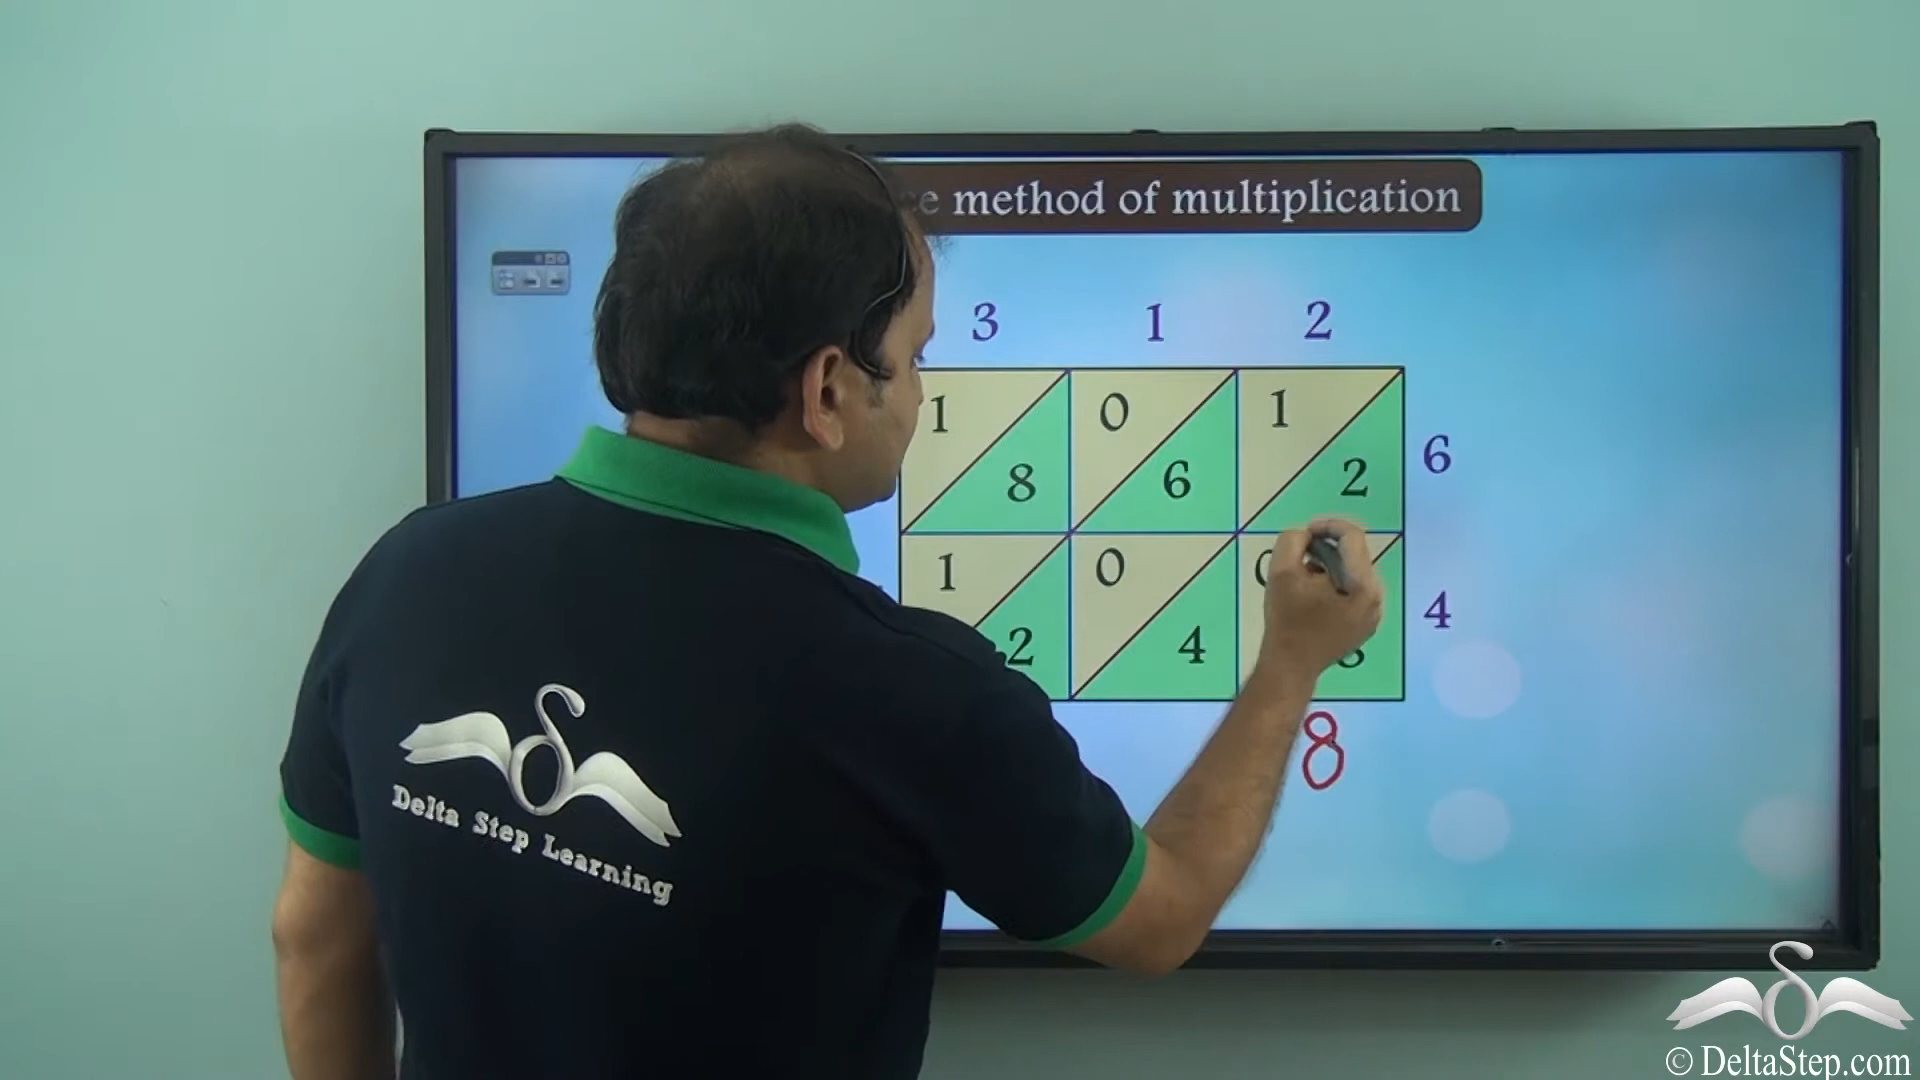 method of multiplication
3 1 2
1 0 1
8 6 2
6
1 0
4
2 4
8
Delta Step Learning
© DeltaStep.com